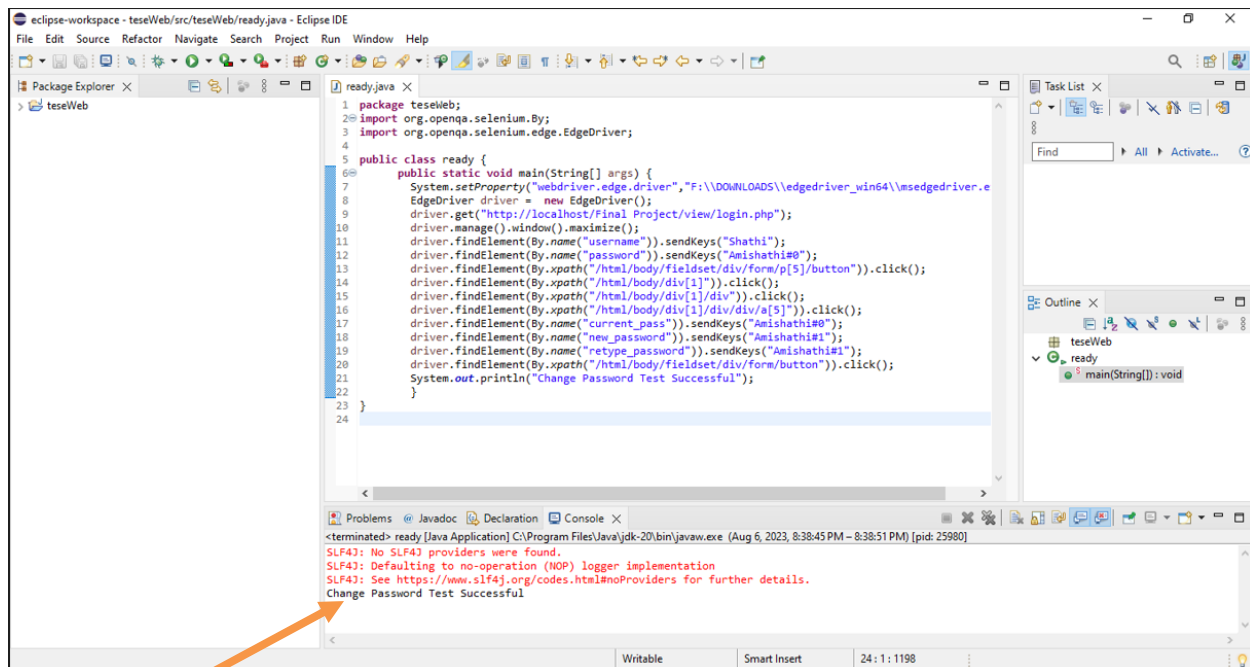 eclipse-workspace - teseWeb/src/teseWeb/ready.java - Eclipse IDE
File Edit Source Refactor Navigate Search Project Run Window Help
Package Explorer
teseWeb
ready.java
1 package teseWeb;
2 import org.openqa.selenium.By;
3 import org.openqa.selenium.edge.EdgeDriver;
4
5 public class ready {
6 public static void main(String[] args) {
7 System.setProperty("webdriver.edge.driver","F:\\DOWNLOADS\\edgedriver_win64\\msedgedriver.e
8 EdgeDriver driver = new EdgeDriver();
9 driver.get("http://localhost/Final Project/view/login.php");
10 driver.manage().window().maximize();
11 driver.findElement(By.name("username")).sendKeys("Shathi");
12 driver.findElement(By.name("password")).sendKeys("Amishathi#0");
13 driver.findElement(By.xpath("/html/body/fieldset/div/form/p[5]/button")).click();
14 driver.findElement(By.xpath("/html/body/div[1]")).click();
15 driver.findElement(By.xpath("/html/body/div[1]/div")).click();
16 driver.findElement(By.xpath("/html/body/div[1]/div/div/a[5]")).click();
17 driver.findElement(By.name("current_pass")).sendKeys("Amishathi#0");
18 driver.findElement(By.name("new_password")).sendKeys("Amishathi#1");
19 driver.findElement(By.name("retype_password")).sendKeys("Amishathi#1");
20 driver.findElement(By.xpath("/html/body/div/form/button")).click();
21 System.out.println("Change Password Test Successful");
22 }
23 }
24
Task List
Find All Activate...
Outline
teseWeb
ready
main(String[]) : void
Problems Javadoc Declaration Console
<terminated> ready [Java Application] C:\Program Files\Java\jdk-20\bin\javaw.exe (Aug 6, 2023, 8:38:45 PM – 8:38:51 PM) [pid: 25980]
SLF4J: No SLF4J providers were found.
SLF4J: Defaulting to no-operation (NOP) logger implementation
SLF4J: See https://www.slf4j.org/codes.html#noProviders for further details.
Change Password Test Successful
Writable Smart Insert 24 : 1 : 1198